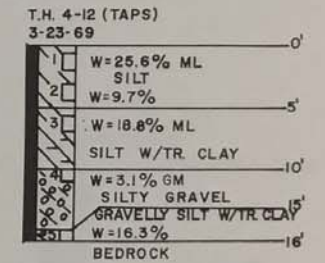 T.H. 4-12 (TAPS)
3-23-69
0'
1 W=25.6% ML
SILT
2 W=9.7%
5'
3 W=18.8% ML
SILT W/TR. CLAY
10'
4 W=3.1% GM
SILTY GRAVEL
15'
GRAVELLY SILT W/TR. CLAY
5 W=16.3%
16'
BEDROCK